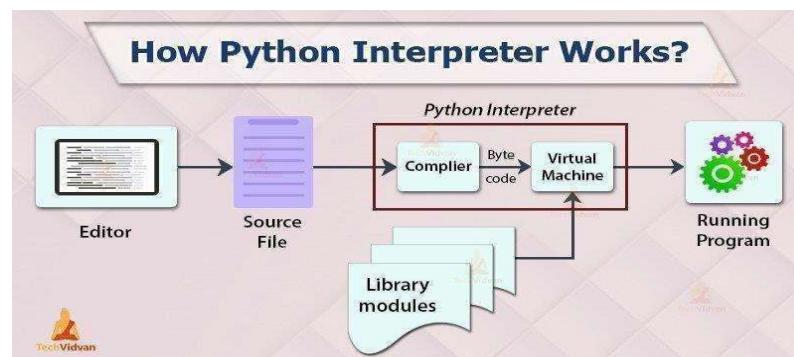 How Python Interpreter Works?
Python Interpreter
Editor
Source
File
Complier
Byte
code
Virtual
Machine
Running
Program
Library
modules
TechVidvan